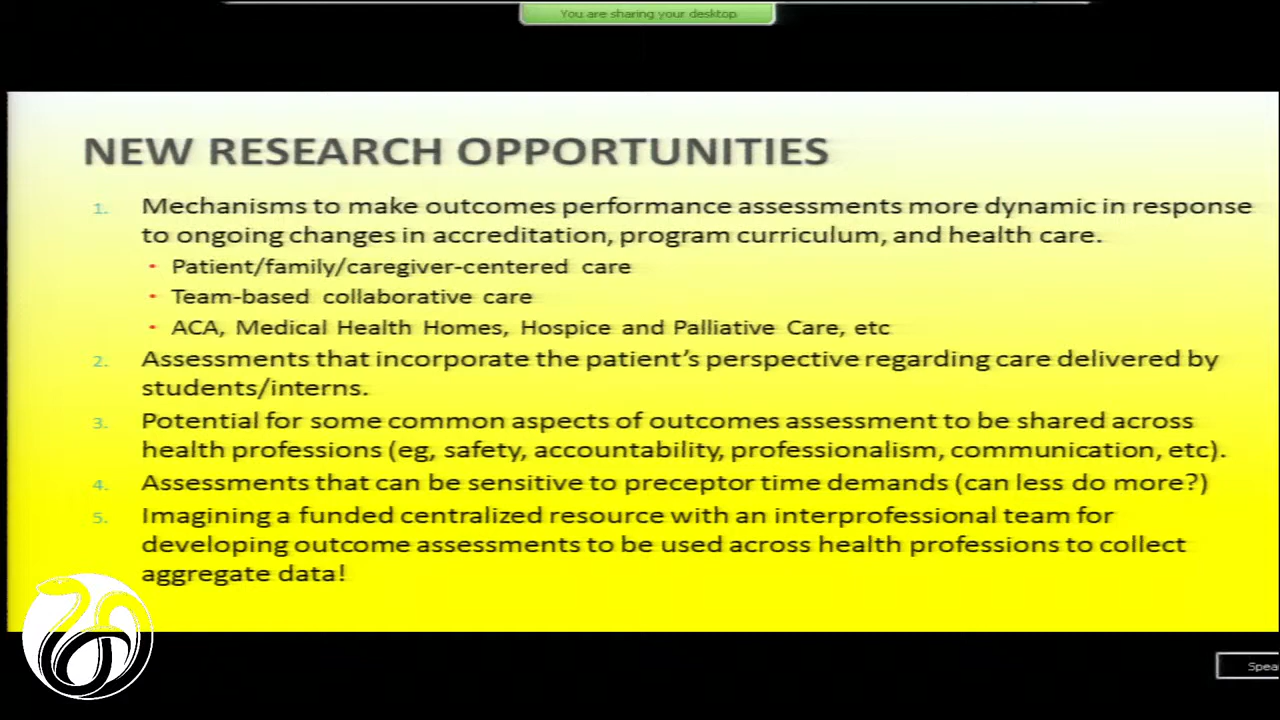 You are sharing your desktop
NEW RESEARCH OPPORTUNITIES
1. Mechanisms to make outcomes performance assessments more dynamic in response
to ongoing changes in accreditation, program curriculum, and health care.
• Patient/family/caregiver-centered care
• Team-based collaborative care
• ACA, Medical Health Homes, Hospice and Palliative Care, etc
2. Assessments that incorporate the patient's perspective regarding care delivered by
students/interns.
3. Potential for some common aspects of outcomes assessment to be shared across
health professions (eg, safety, accountability, professionalism, communication, etc).
4. Assessments that can be sensitive to preceptor time demands (can less do more?)
5. Imagining a funded centralized resource with an interprofessional team for
developing outcome assessments to be used across health professions to collect
aggregate data!
Spea